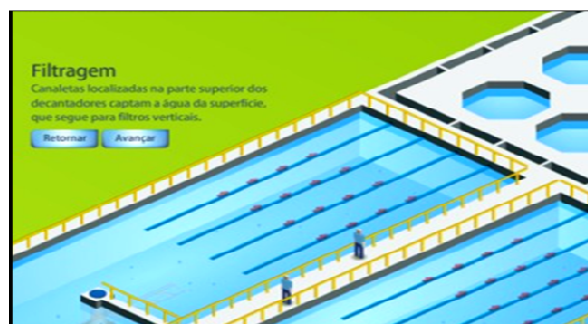 Filtragem
Canaletas localizadas na parte superior dos
decantadores captam a água da superfície,
que segue para filtros verticais.
Retornar Avançar